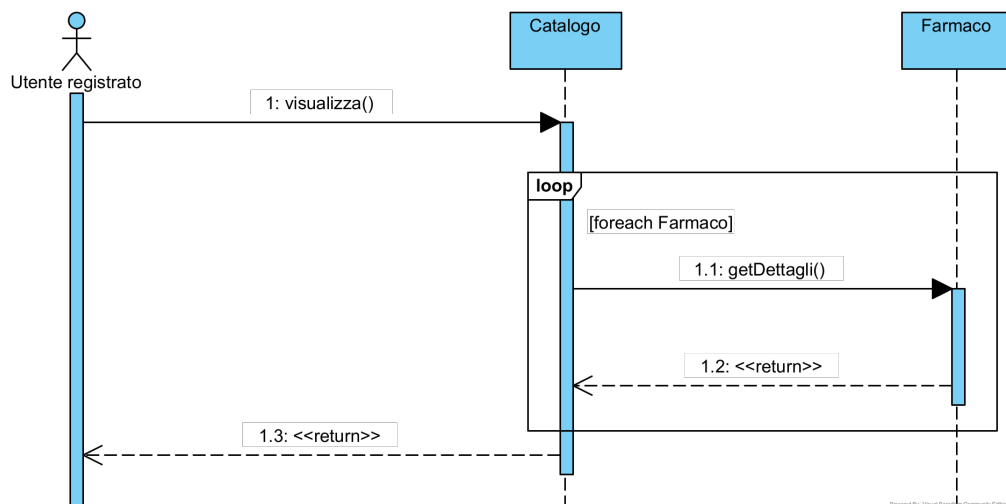 Catalogo
Farmaco
Utente registrato
1: visualizza()
loop
[foreach Farmaco]
1.1: getDettagli()
1.2: <<return>>
1.3: <<return>>